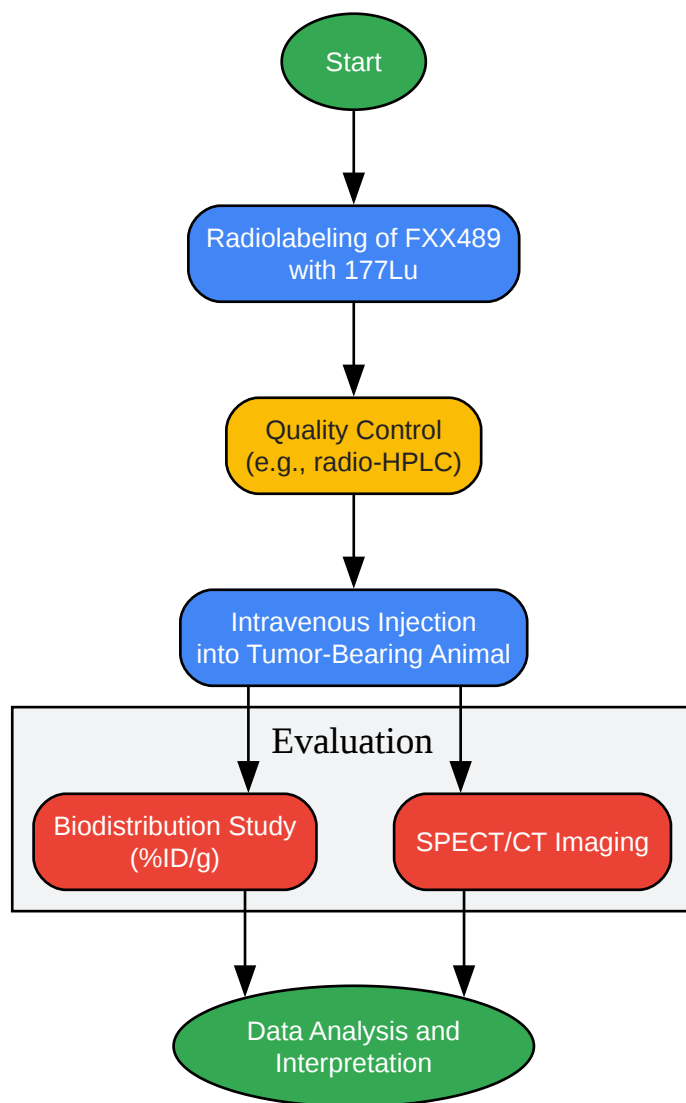 Start
Radiolabeling of FXX489
with 177Lu
Quality Control
(e.g., radio-HPLC)
Intravenous Injection
into Tumor-Bearing Animal
Evaluation
Biodistribution Study
(%ID/g)
SPECT/CT Imaging
Data Analysis and
Interpretation